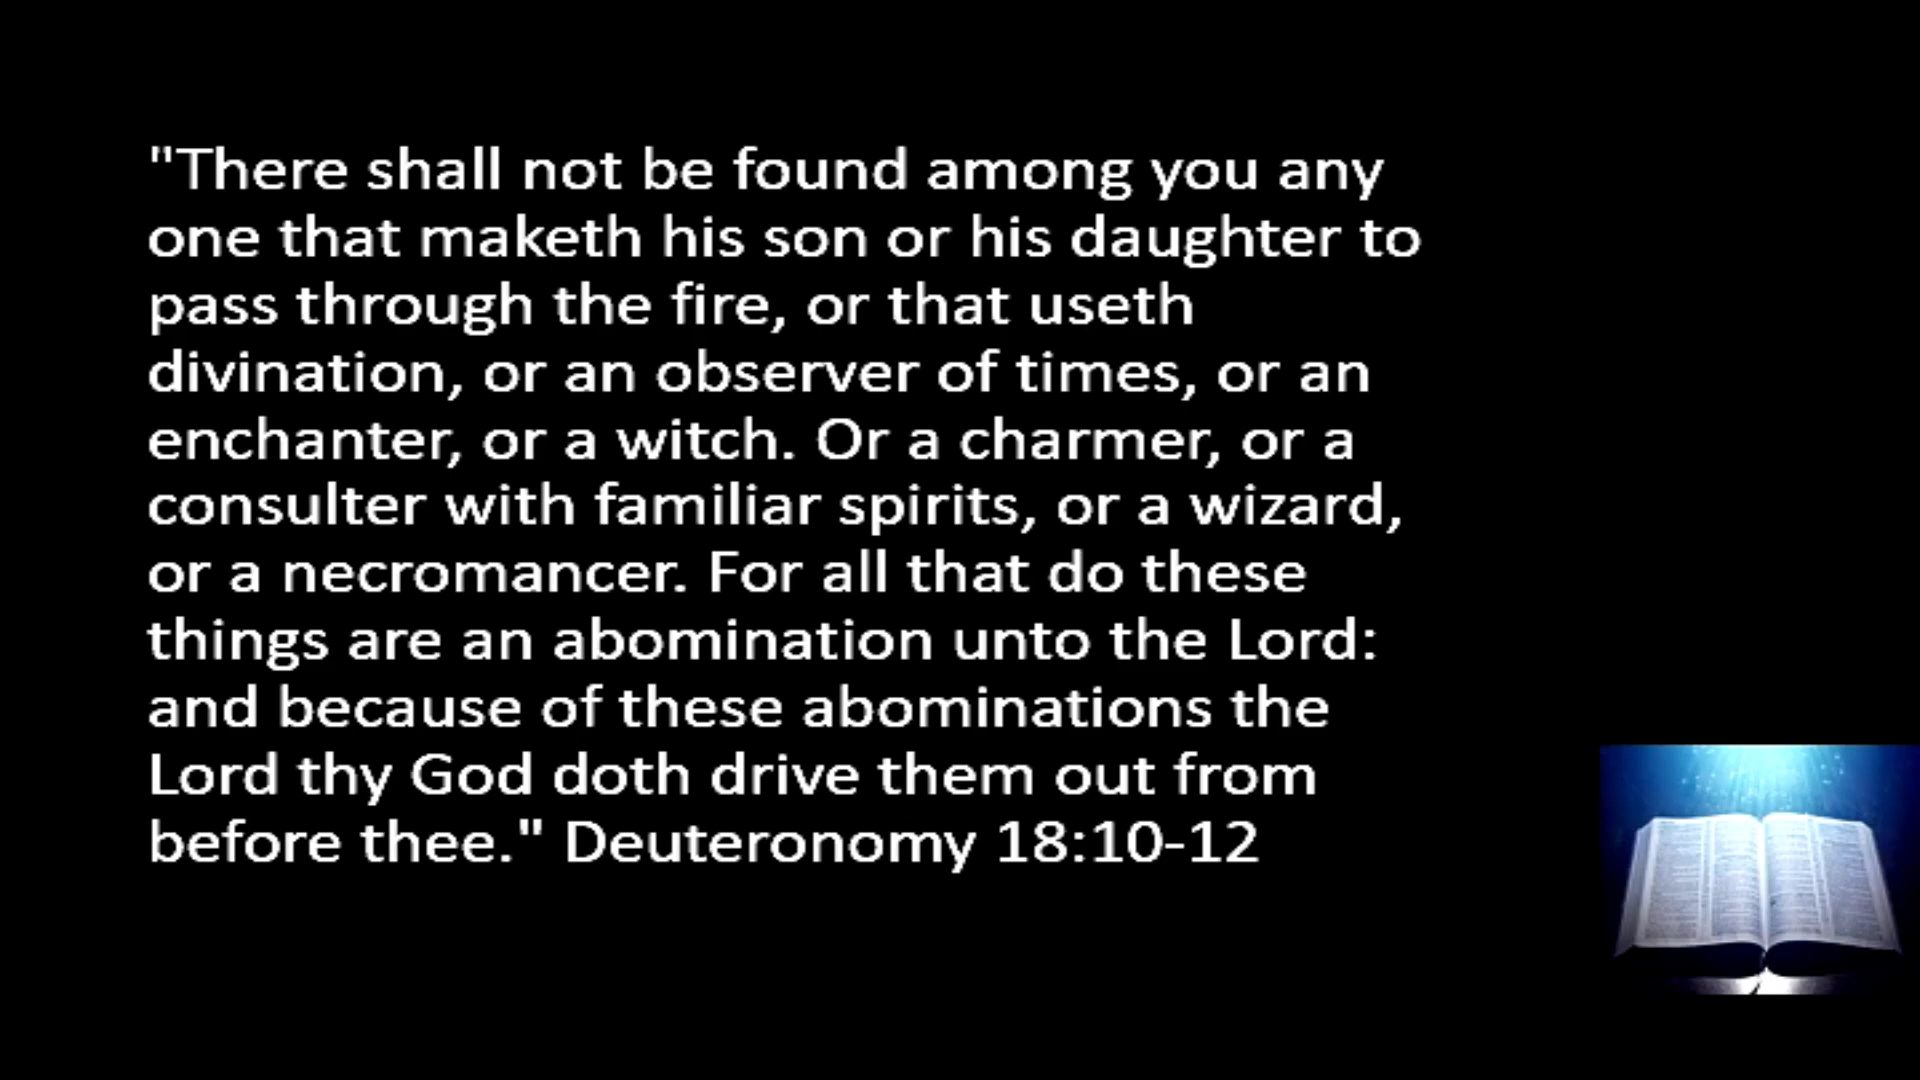 "There shall not be found among you any
one that maketh his son or his daughter to
pass through the fire, or that useth
divination, or an observer of times, or an
enchanter, or a witch. Or a charmer, or a
consulter with familiar spirits, or a wizard,
or a necromancer. For all that do these
things are an abomination unto the Lord:
and because of these abominations the
Lord thy God doth drive them out from
before thee." Deuteronomy 18:10-12